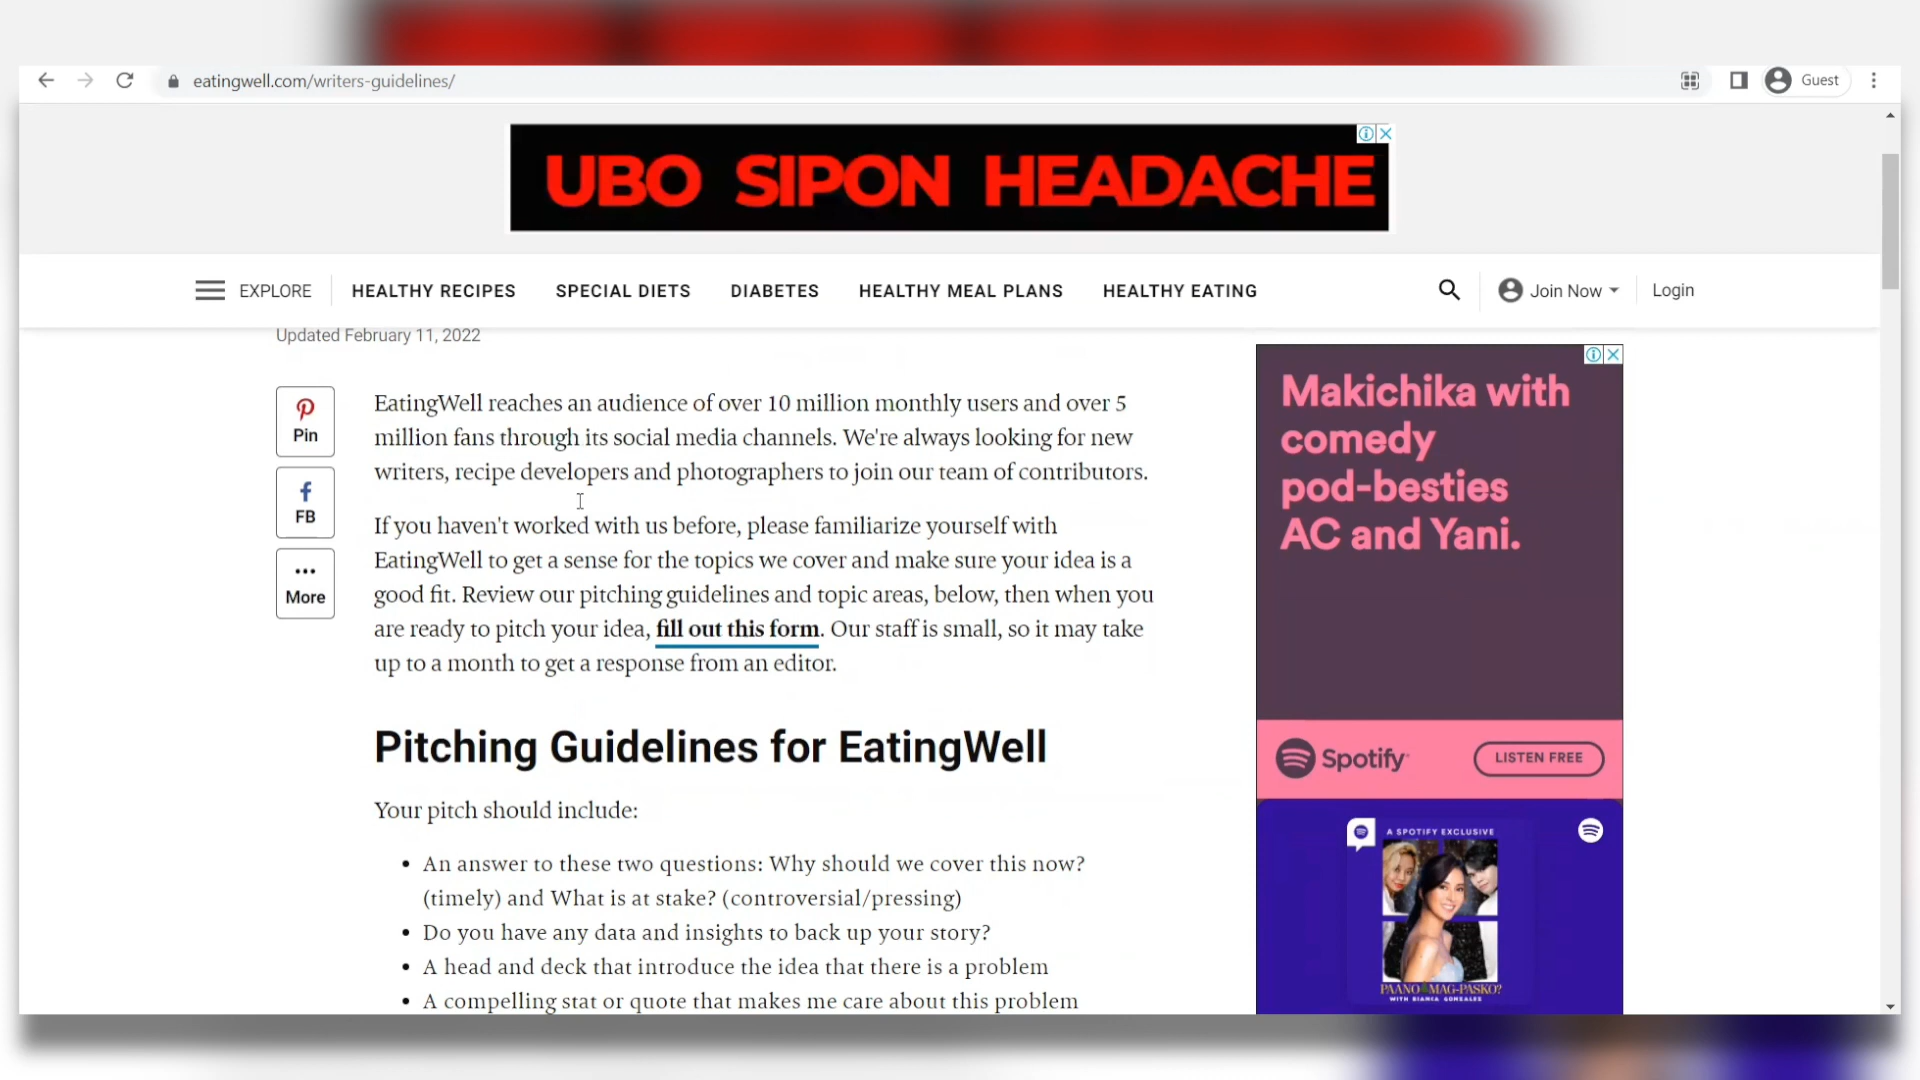 eatingwell.com/writers-guidelines/
Guest
UBO SIPON HEADACHE
EXPLORE
HEALTHY RECIPES
SPECIAL DIETS
DIABETES
HEALTHY MEAL PLANS
HEALTHY EATING
Join Now
Login
Updated February 11, 2022
Pin
FB
More
EatingWell reaches an audience of over 10 million monthly users and over 5
million fans through its social media channels. We're always looking for new
writers, recipe developers and photographers to join our team of contributors.
If you haven't worked with us before, please familiarize yourself with
EatingWell to get a sense for the topics we cover and make sure your idea is a
good fit. Review our pitching guidelines and topic areas, below, then when you
are ready to pitch your idea, fill out this form. Our staff is small, so it may take
up to a month to get a response from an editor.
Pitching Guidelines for EatingWell
Your pitch should include:
• An answer to these two questions: Why should we cover this now?
(timely) and What is at stake? (controversial/pressing)
• Do you have any data and insights to back up your story?
• A head and deck that introduce the idea that there is a problem
• A compelling stat or quote that makes me care about this problem
Makichika with
comedy
pod-besties
AC and Yani.
Spotify
LISTEN FREE
A SPOTIFY EXCLUSIVE
PAANO MAG-PASKO?
WITH BIANCA GONZALEZ